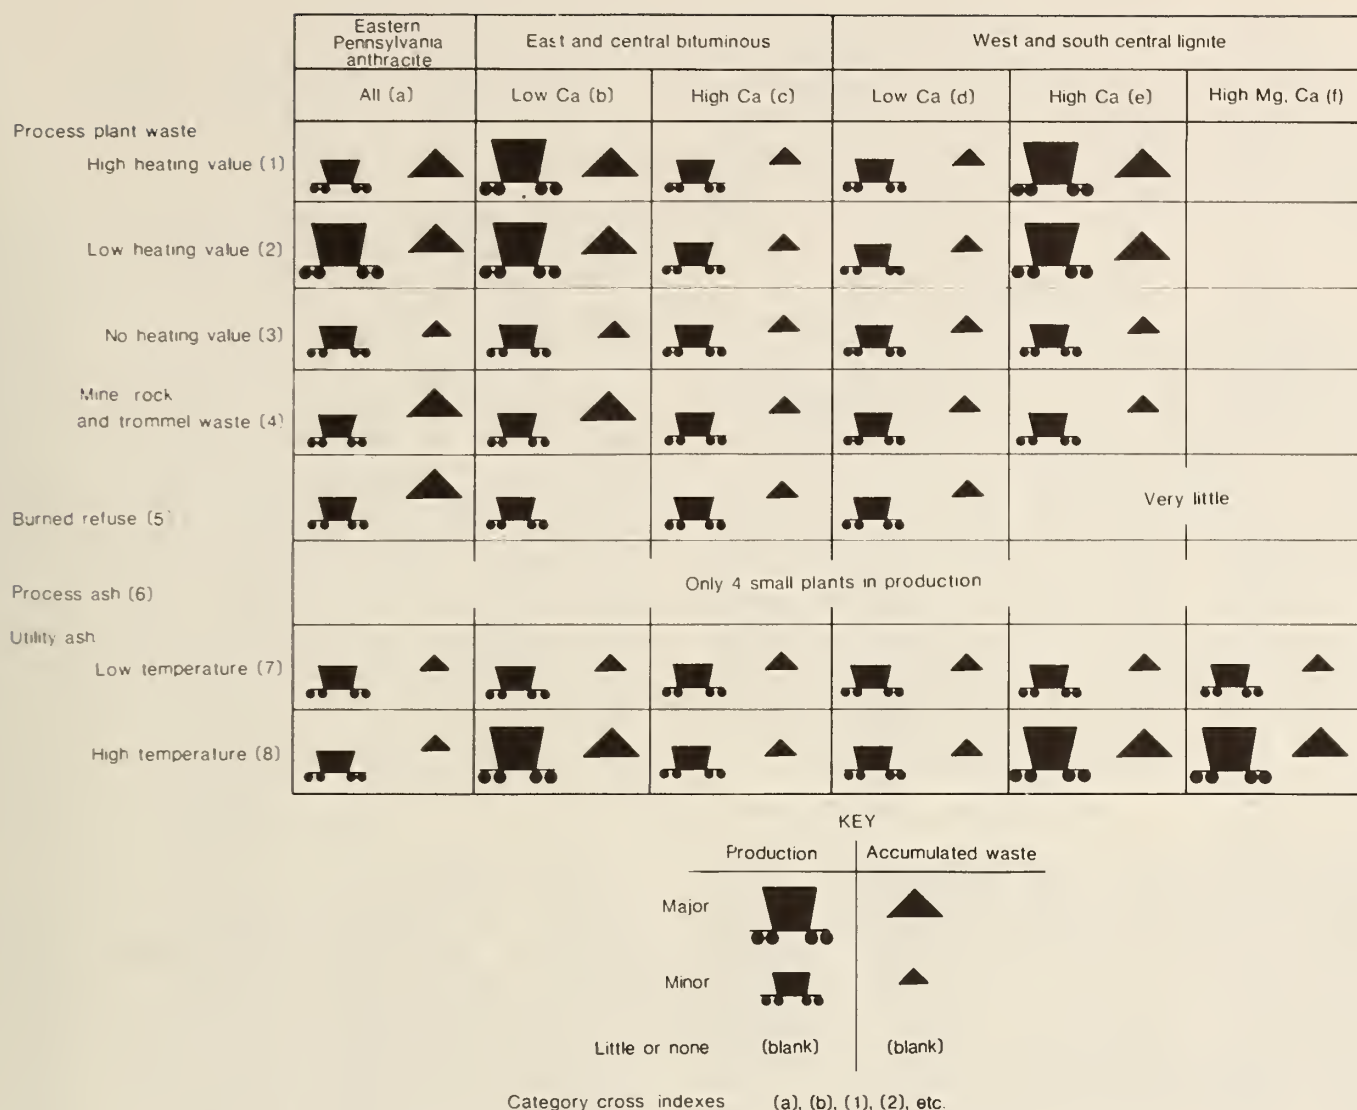 Eastern
Pennsylvania
anthracite
East and central bituminous
West and south central lignite
All (a)
Low Ca (b)
High Ca (c)
Low Ca (d)
High Ca (e)
High Mg, Ca (f)
Process plant waste
High heating value (1)
Low heating value (2)
No heating value (3)
Mine rock
and trommel waste (4)
Burned refuse (5)
Very little
Process ash (6)
Only 4 small plants in production
Utility ash
Low temperature (7)
High temperature (8)
KEY
Production Accumulated waste
Major
Minor
Little or none (blank) (blank)
Category cross indexes (a), (b), (1), (2), etc.